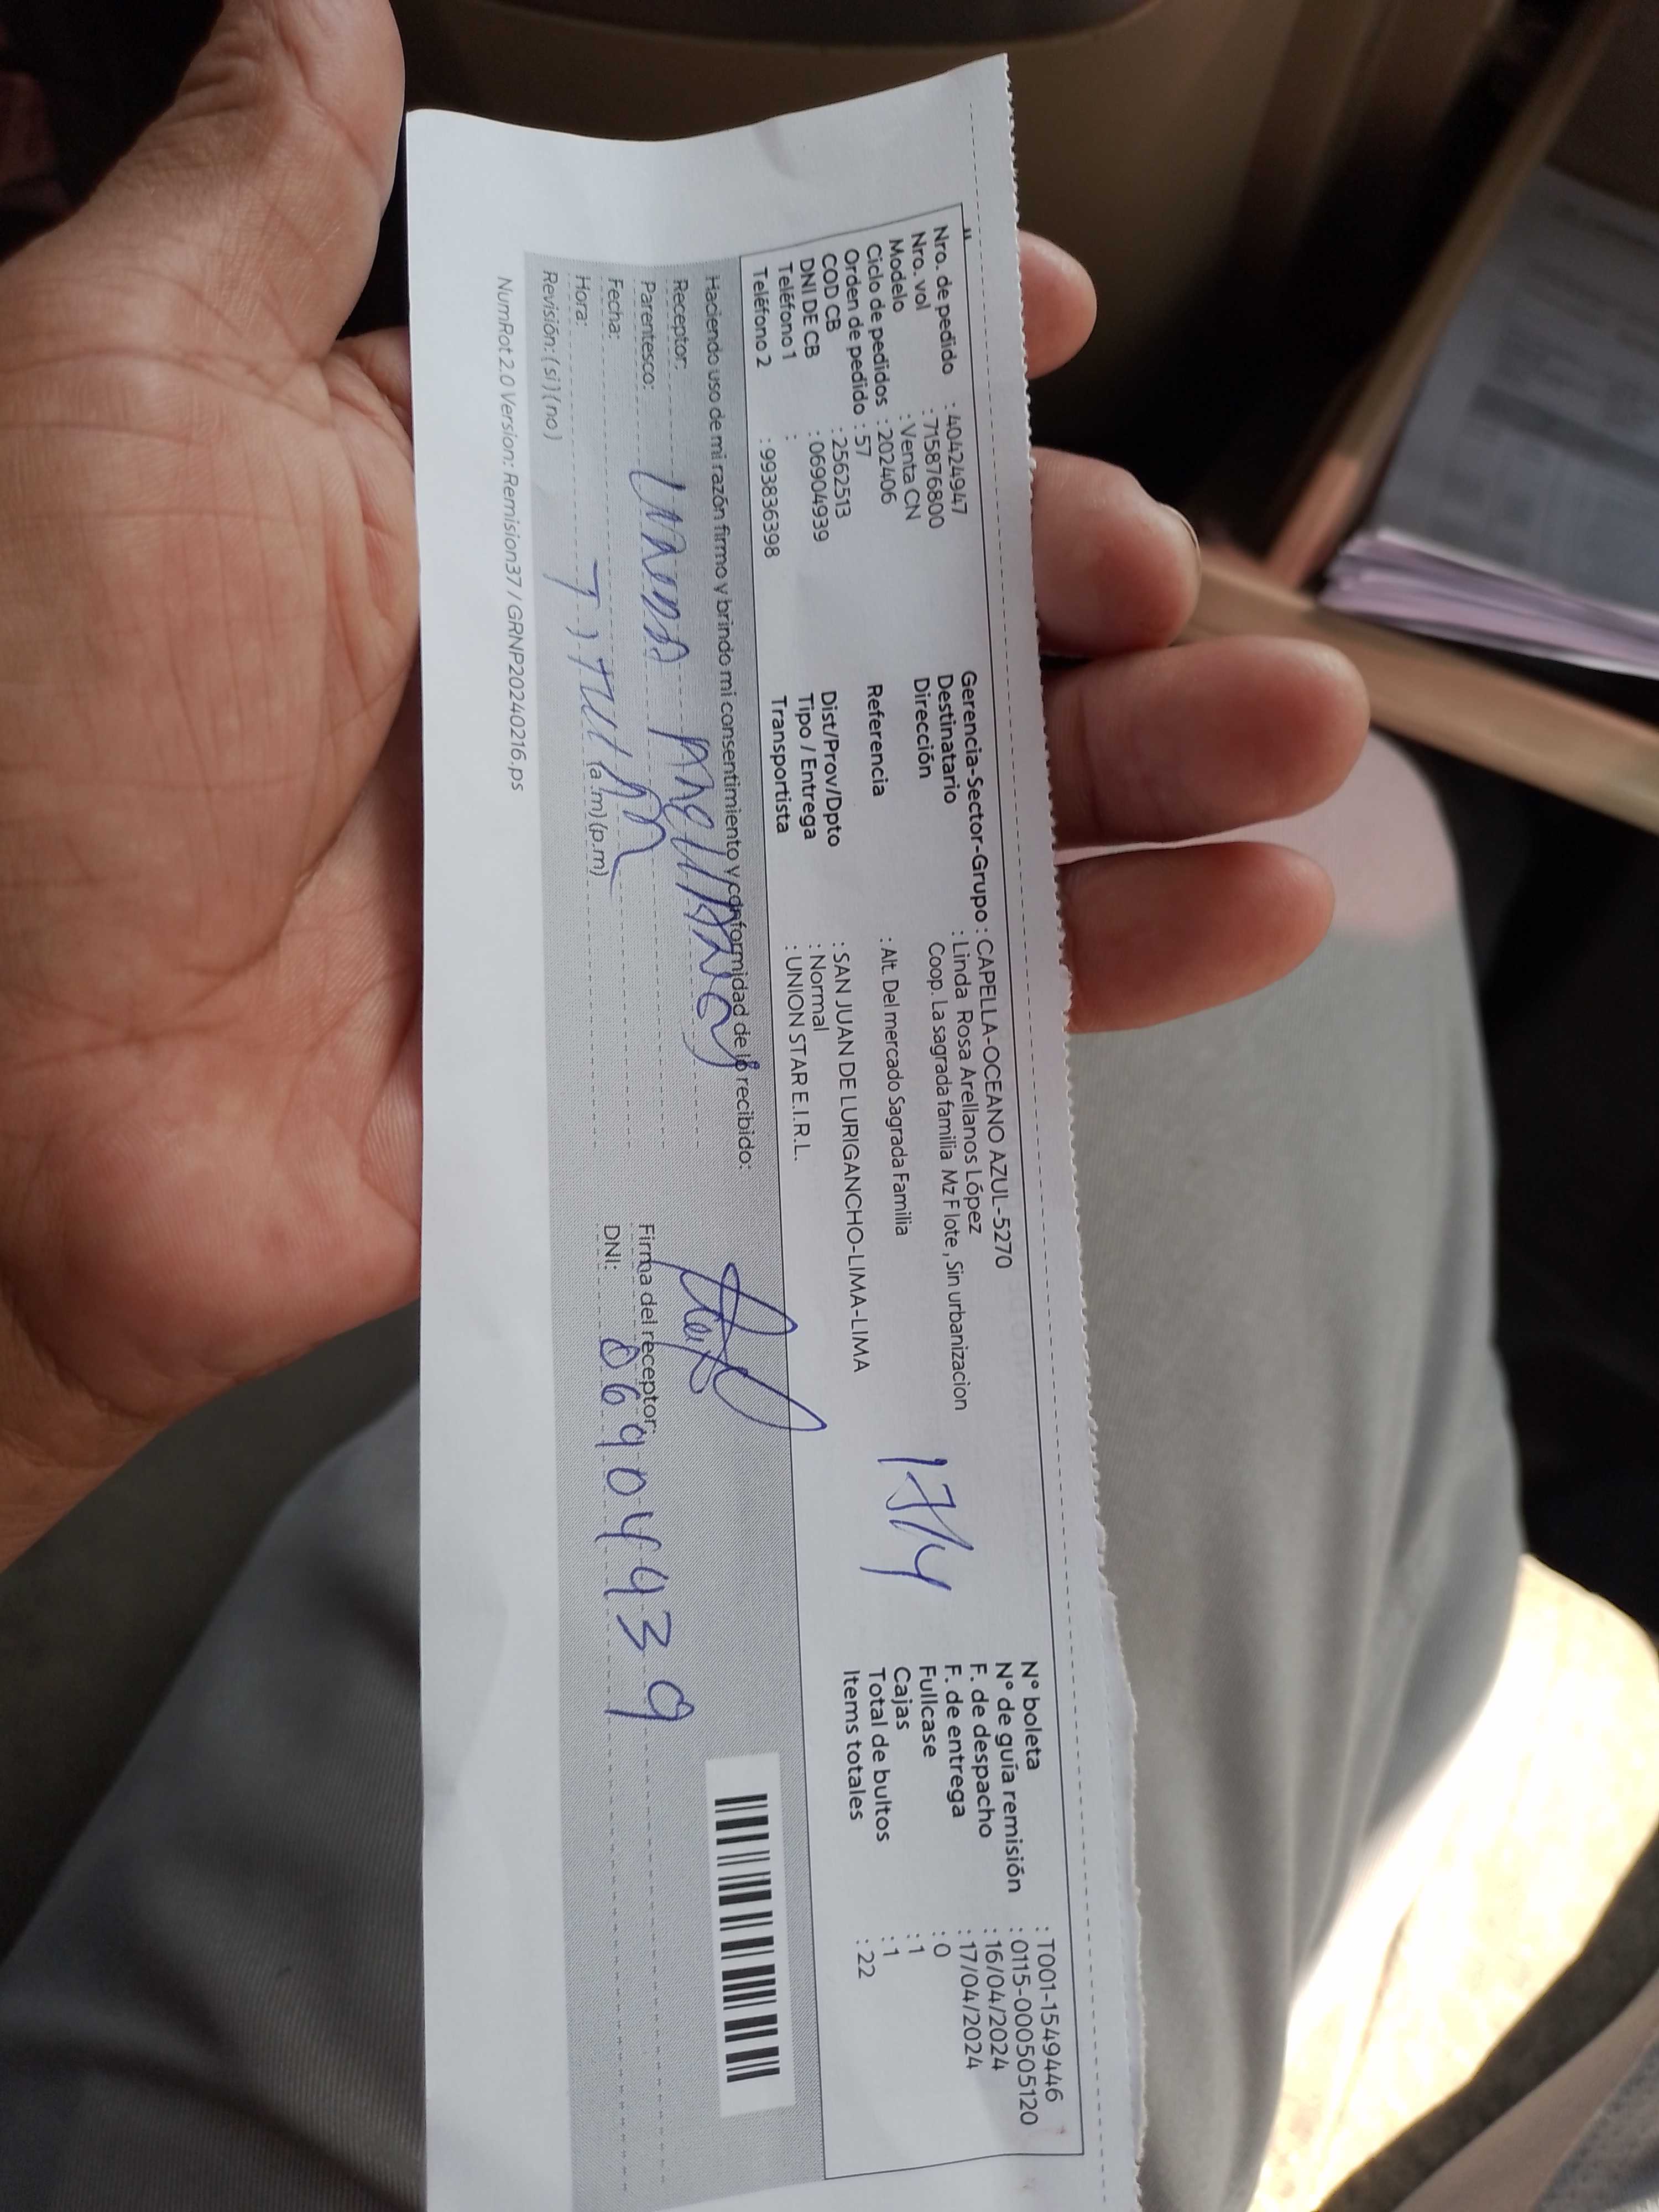 Nro. de pedido : 40424947
Nro. vol : 715876800
Modelo : Venta CN
Ciclo de pedidos : 202406
Orden de pedido : 57
COD CB : 2562513
DNI DE CB : 06904939
Teléfono 1 :
Teléfono 2 : 993836398
Gerencia-Sector-Grupo : CAPELLA-OCEANO AZUL-5270
Destinatario : Linda Rosa Arellanos López
Dirección Coop. La sagrada familia Mz F lote , Sin urbanizacion
Referencia : Alt. Del mercado Sagrada Familia
Dist/Prov/Dpto : SAN JUAN DE LURIGANCHO-LIMA-LIMA
Tipo / Entrega : Normal
Transportista : UNION STAR E.I.R.L.
17/4
N° boleta : T001-1549446
N° de guía remisión : 0115-000505120
F. de despacho : 16/04/2024
F. de entrega : 17/04/2024
Fullcase : 0
Cajas : 1
Total de bultos : 1
Items totales : 22
Haciendo uso de mi razón firmo y brindo mi consentimiento y conformidad de lo recibido:
Receptor:
Parentesco:
Fecha:
Hora: (a.m) (p.m)
Revisión: ( si ) ( no )
Firma del receptor:
DNI: 06904939
NumRot 2.0 Version: Remision37 / GRNP20240216.ps